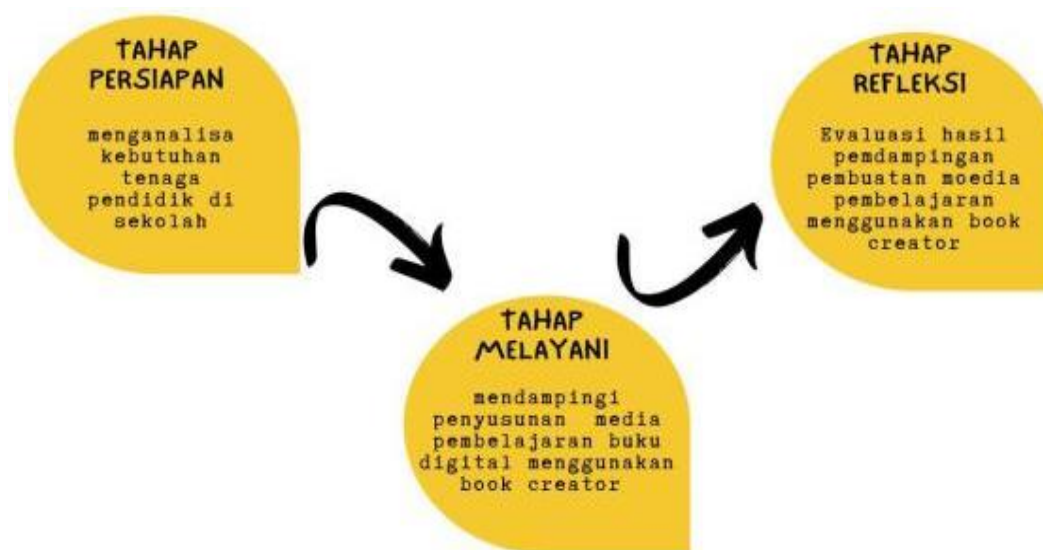 TAHAP
PERSIAPAN
menganalisa
kebutuhan
tenaga
pendidik di
sekolah
TAHAP
MELAYANI
mendampingi
penyusunan media
pembelajaran buku
digital menggunakan
book creator
TAHAP
REFLEKSI
Evaluasi hasil
pemdampingan
pembuatan moedia
pembelajaran
menggunakan book
creator